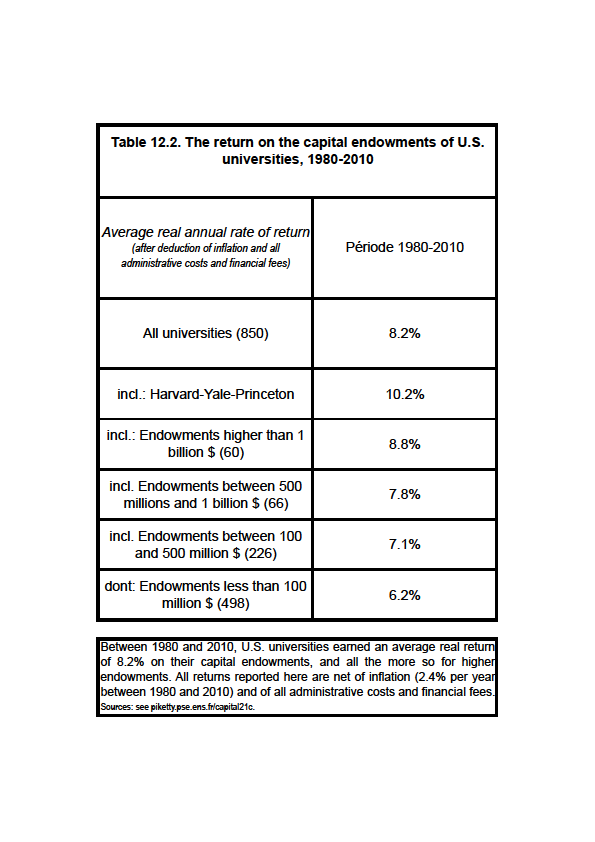 Table 12.2. The return on the capital endowments of U.S.
universities, 1980-2010
Average real annual rate of return
(after deduction of inflation and all
administrative costs and financial fees)
Période 1980-2010
All universities (850)
8.2%
incl.: Harvard-Yale-Princeton
10.2%
incl.: Endowments higher than 1
billion $ (60)
8.8%
incl. Endowments between 500
millions and 1 billion $ (66)
7.8%
incl. Endowments between 100
and 500 million $ (226)
7.1%
dont: Endowments less than 100
million $ (498)
6.2%
Between 1980 and 2010, U.S. universities earned an average real return
of 8.2% on their capital endowments, and all the more so for higher
endowments. All returns reported here are net of inflation (2.4% per year
between 1980 and 2010) and of all administrative costs and financial fees.
Sources: see piketty.pse.ens.fr/capital21c.